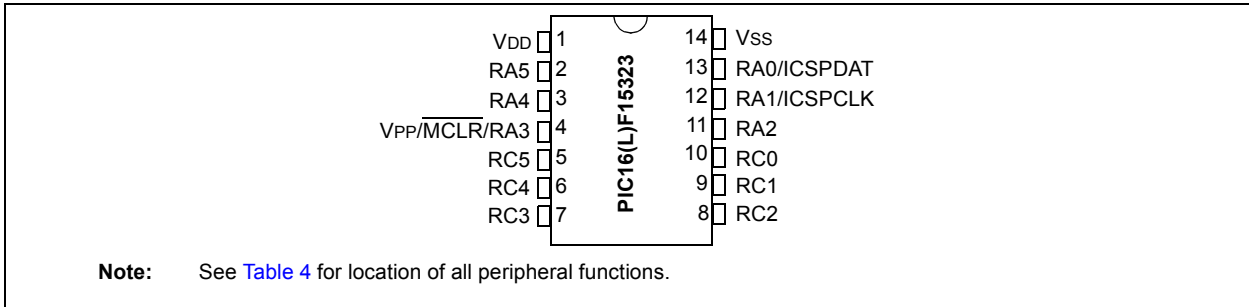 VDD 1 14 VSS
RA5 2 13 RA0/ICSPDAT
RA4 3 12 RA1/ICSPCLK
VPP/MCLR/RA3 4 11 RA2
RC5 5 10 RC0
RC4 6 9 RC1
RC3 7 8 RC2
PIC16(L)F15323
Note: See Table 4 for location of all peripheral functions.